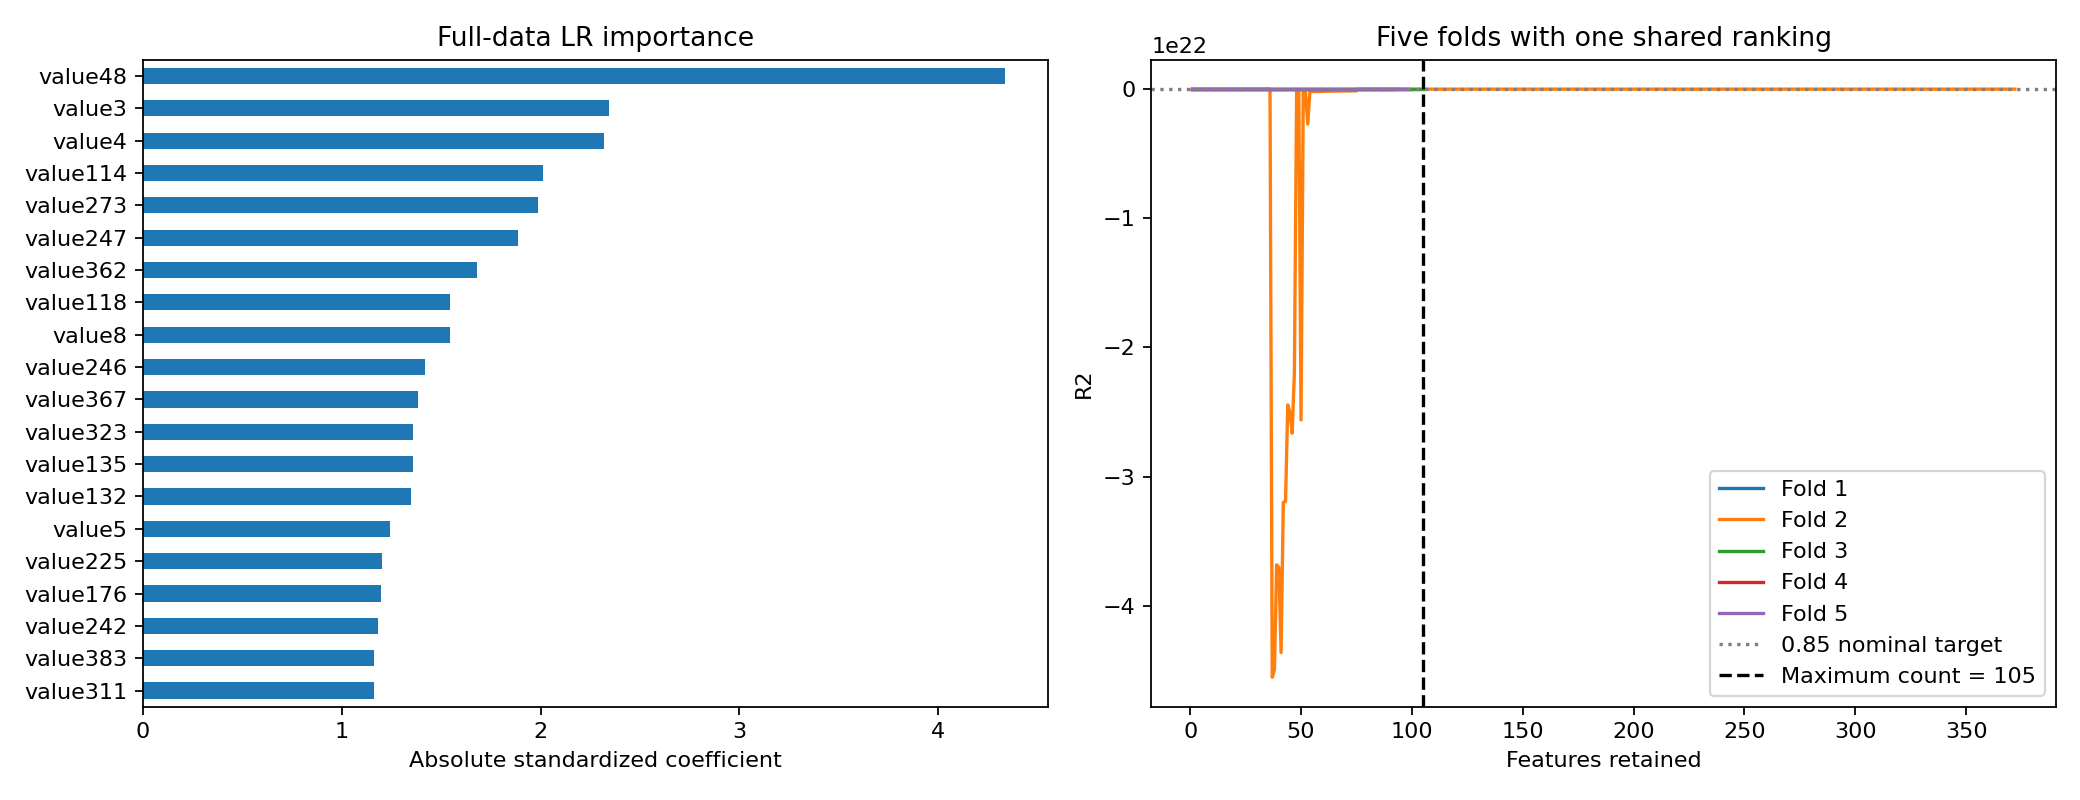 Full-data LR importance
value48
value3
value4
value114
value273
value247
value362
value118
value8
value246
value367
value323
value135
value132
value5
value225
value176
value242
value383
value311
0 1 2 3 4
Absolute standardized coefficient
Five folds with one shared ranking
1e22
0
−1
−2
−3
−4
R2
0 50 100 150 200 250 300 350
Features retained
Fold 1
Fold 2
Fold 3
Fold 4
Fold 5
0.85 nominal target
Maximum count = 105